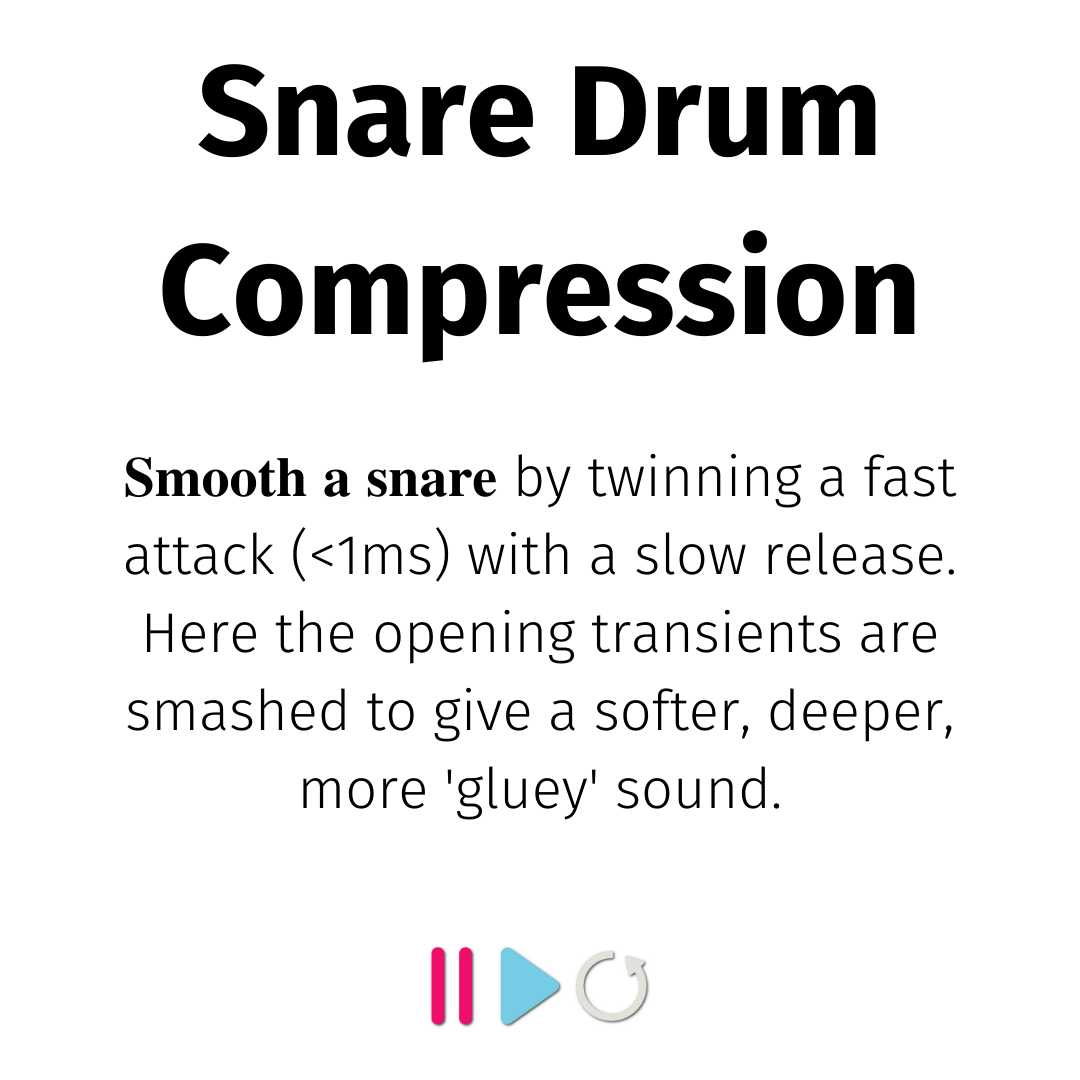 Snare Drum
Compression
Smooth a snare by twinning a fast
attack (<1ms) with a slow release.
Here the opening transients are
smashed to give a softer, deeper,
more 'gluey' sound.